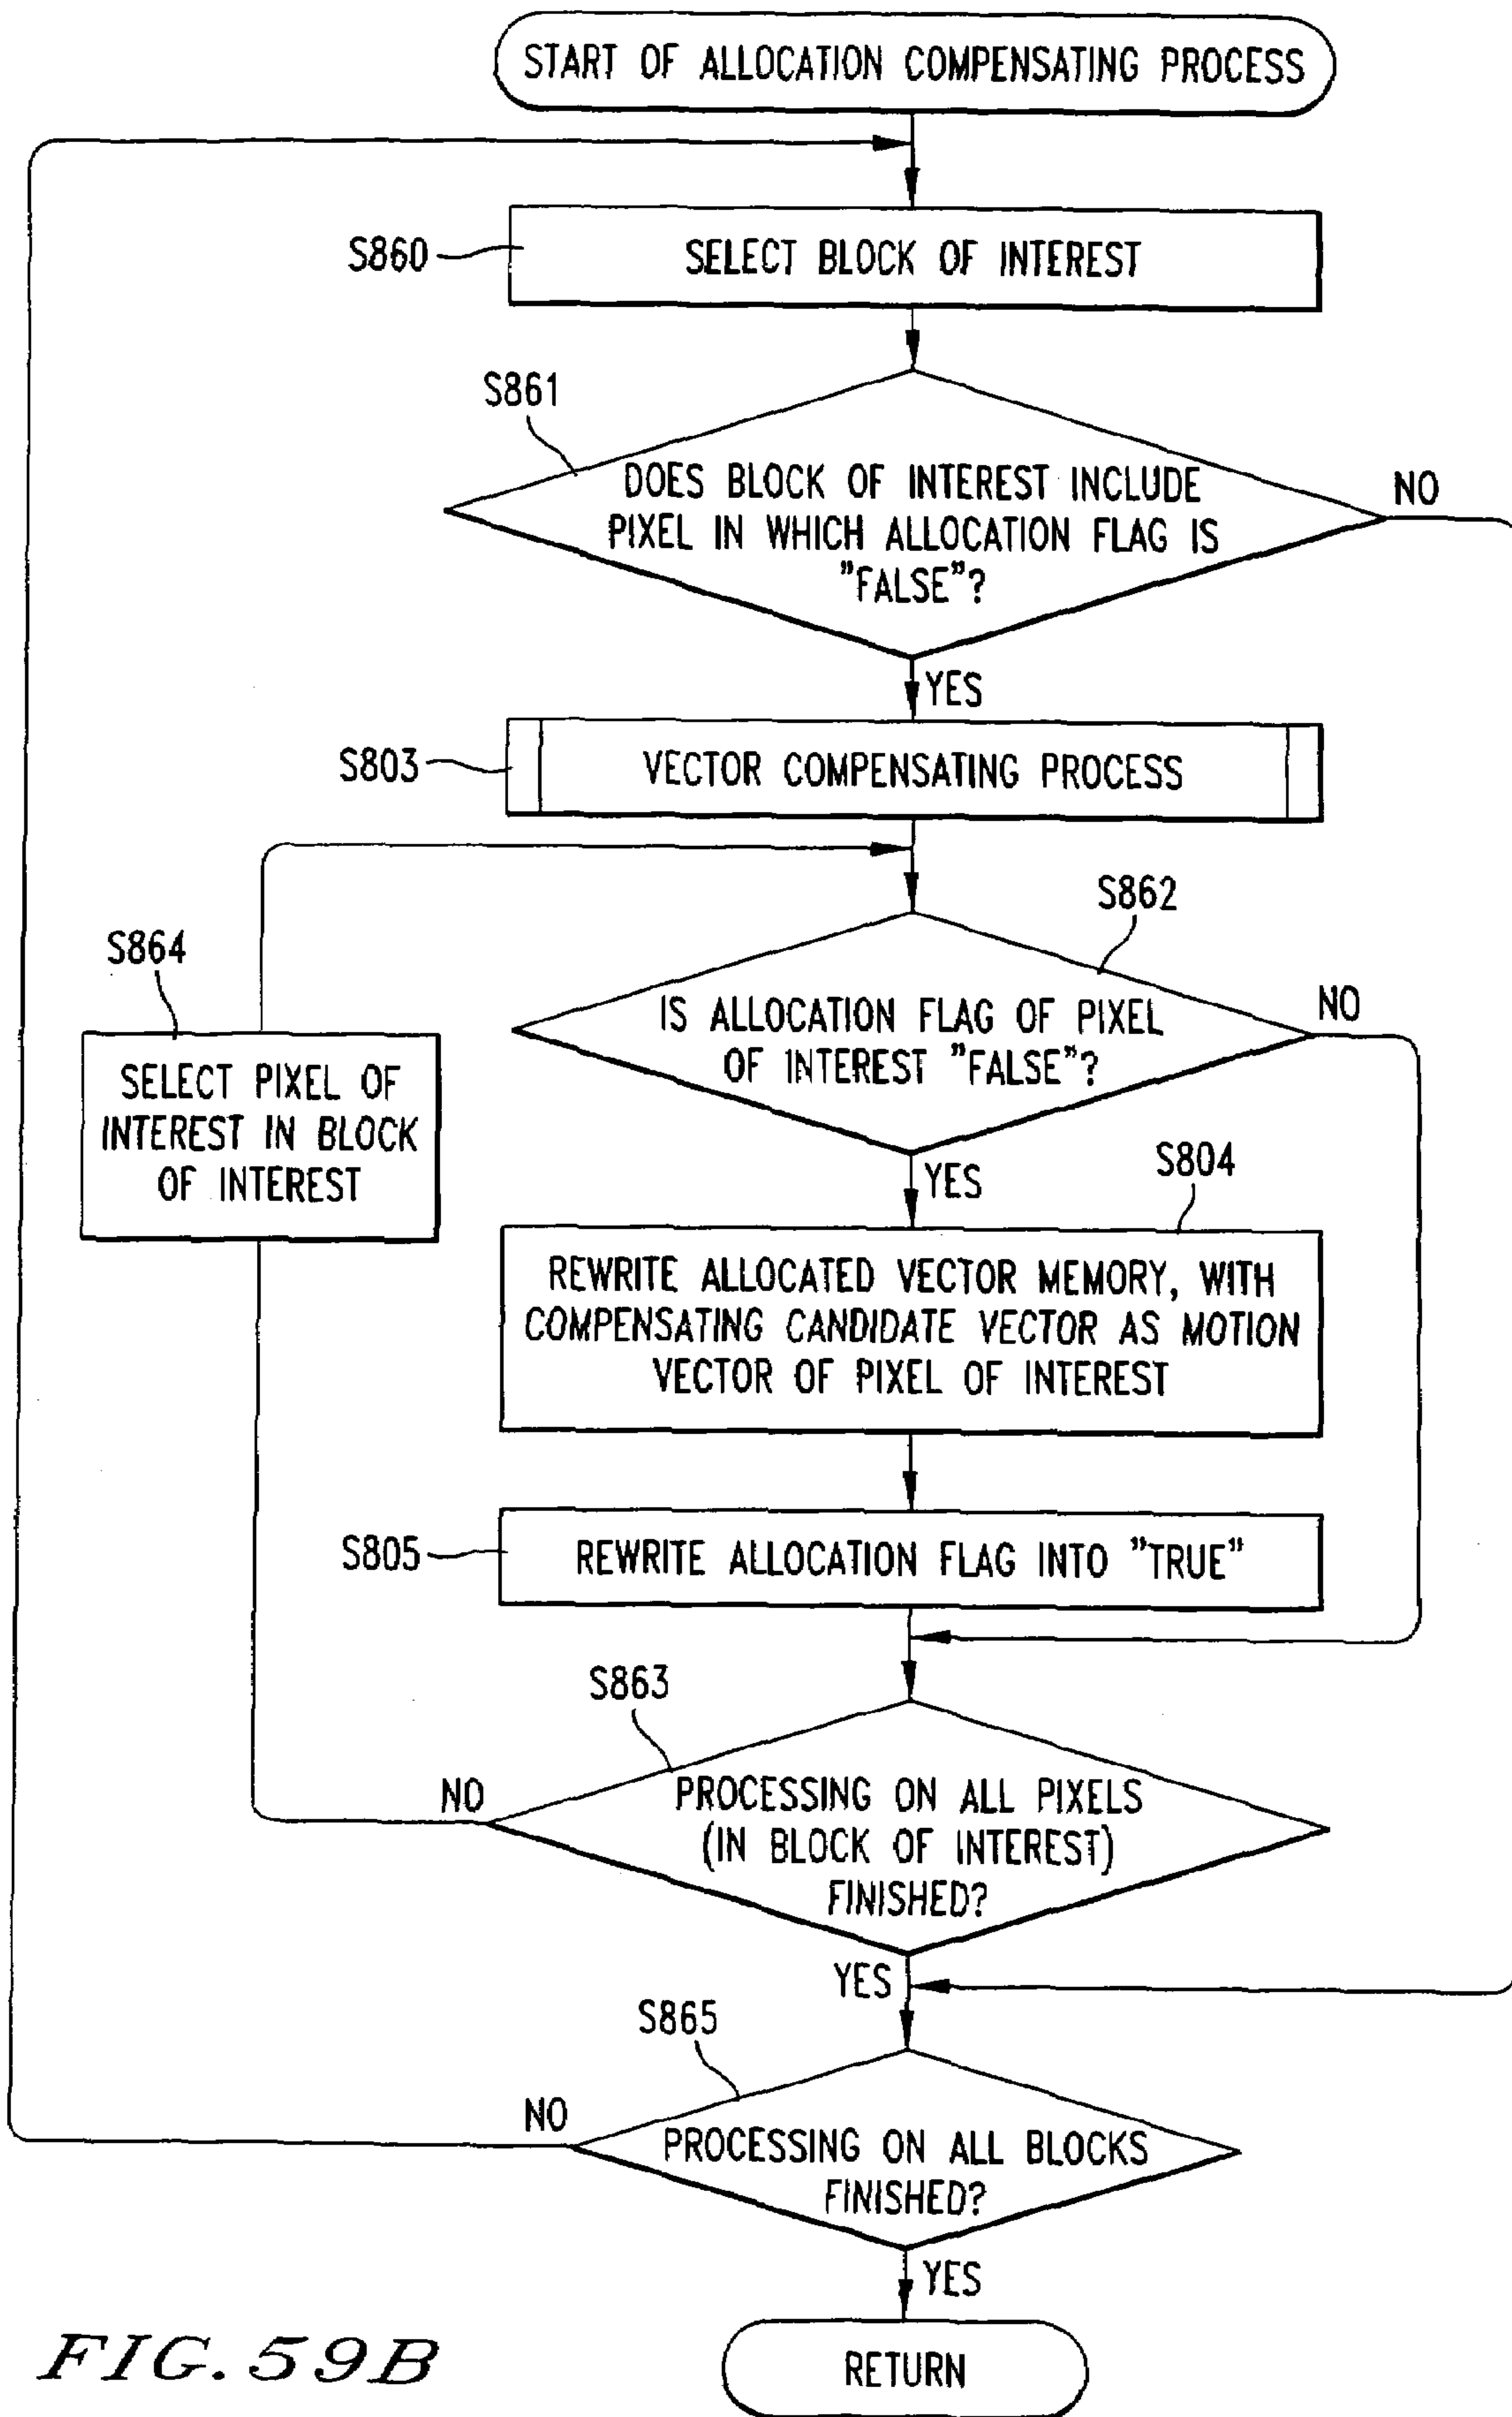 START OF ALLOCATION COMPENSATING PROCESS
S860
SELECT BLOCK OF INTEREST
S861
DOES BLOCK OF INTEREST INCLUDE
PIXEL IN WHICH ALLOCATION FLAG IS
"FALSE"?
NO
YES
S803
VECTOR COMPENSATING PROCESS
S862
S864
IS ALLOCATION FLAG OF PIXEL
OF INTEREST "FALSE"?
NO
SELECT PIXEL OF
INTEREST IN BLOCK
OF INTEREST
YES
S804
REWRITE ALLOCATED VECTOR MEMORY, WITH
COMPENSATING CANDIDATE VECTOR AS MOTION
VECTOR OF PIXEL OF INTEREST
S805
REWRITE ALLOCATION FLAG INTO "TRUE"
S863
NO
PROCESSING ON ALL PIXELS
(IN BLOCK OF INTEREST)
FINISHED?
YES
S865
NO
PROCESSING ON ALL BLOCKS
FINISHED?
YES
RETURN
FIG. 59B